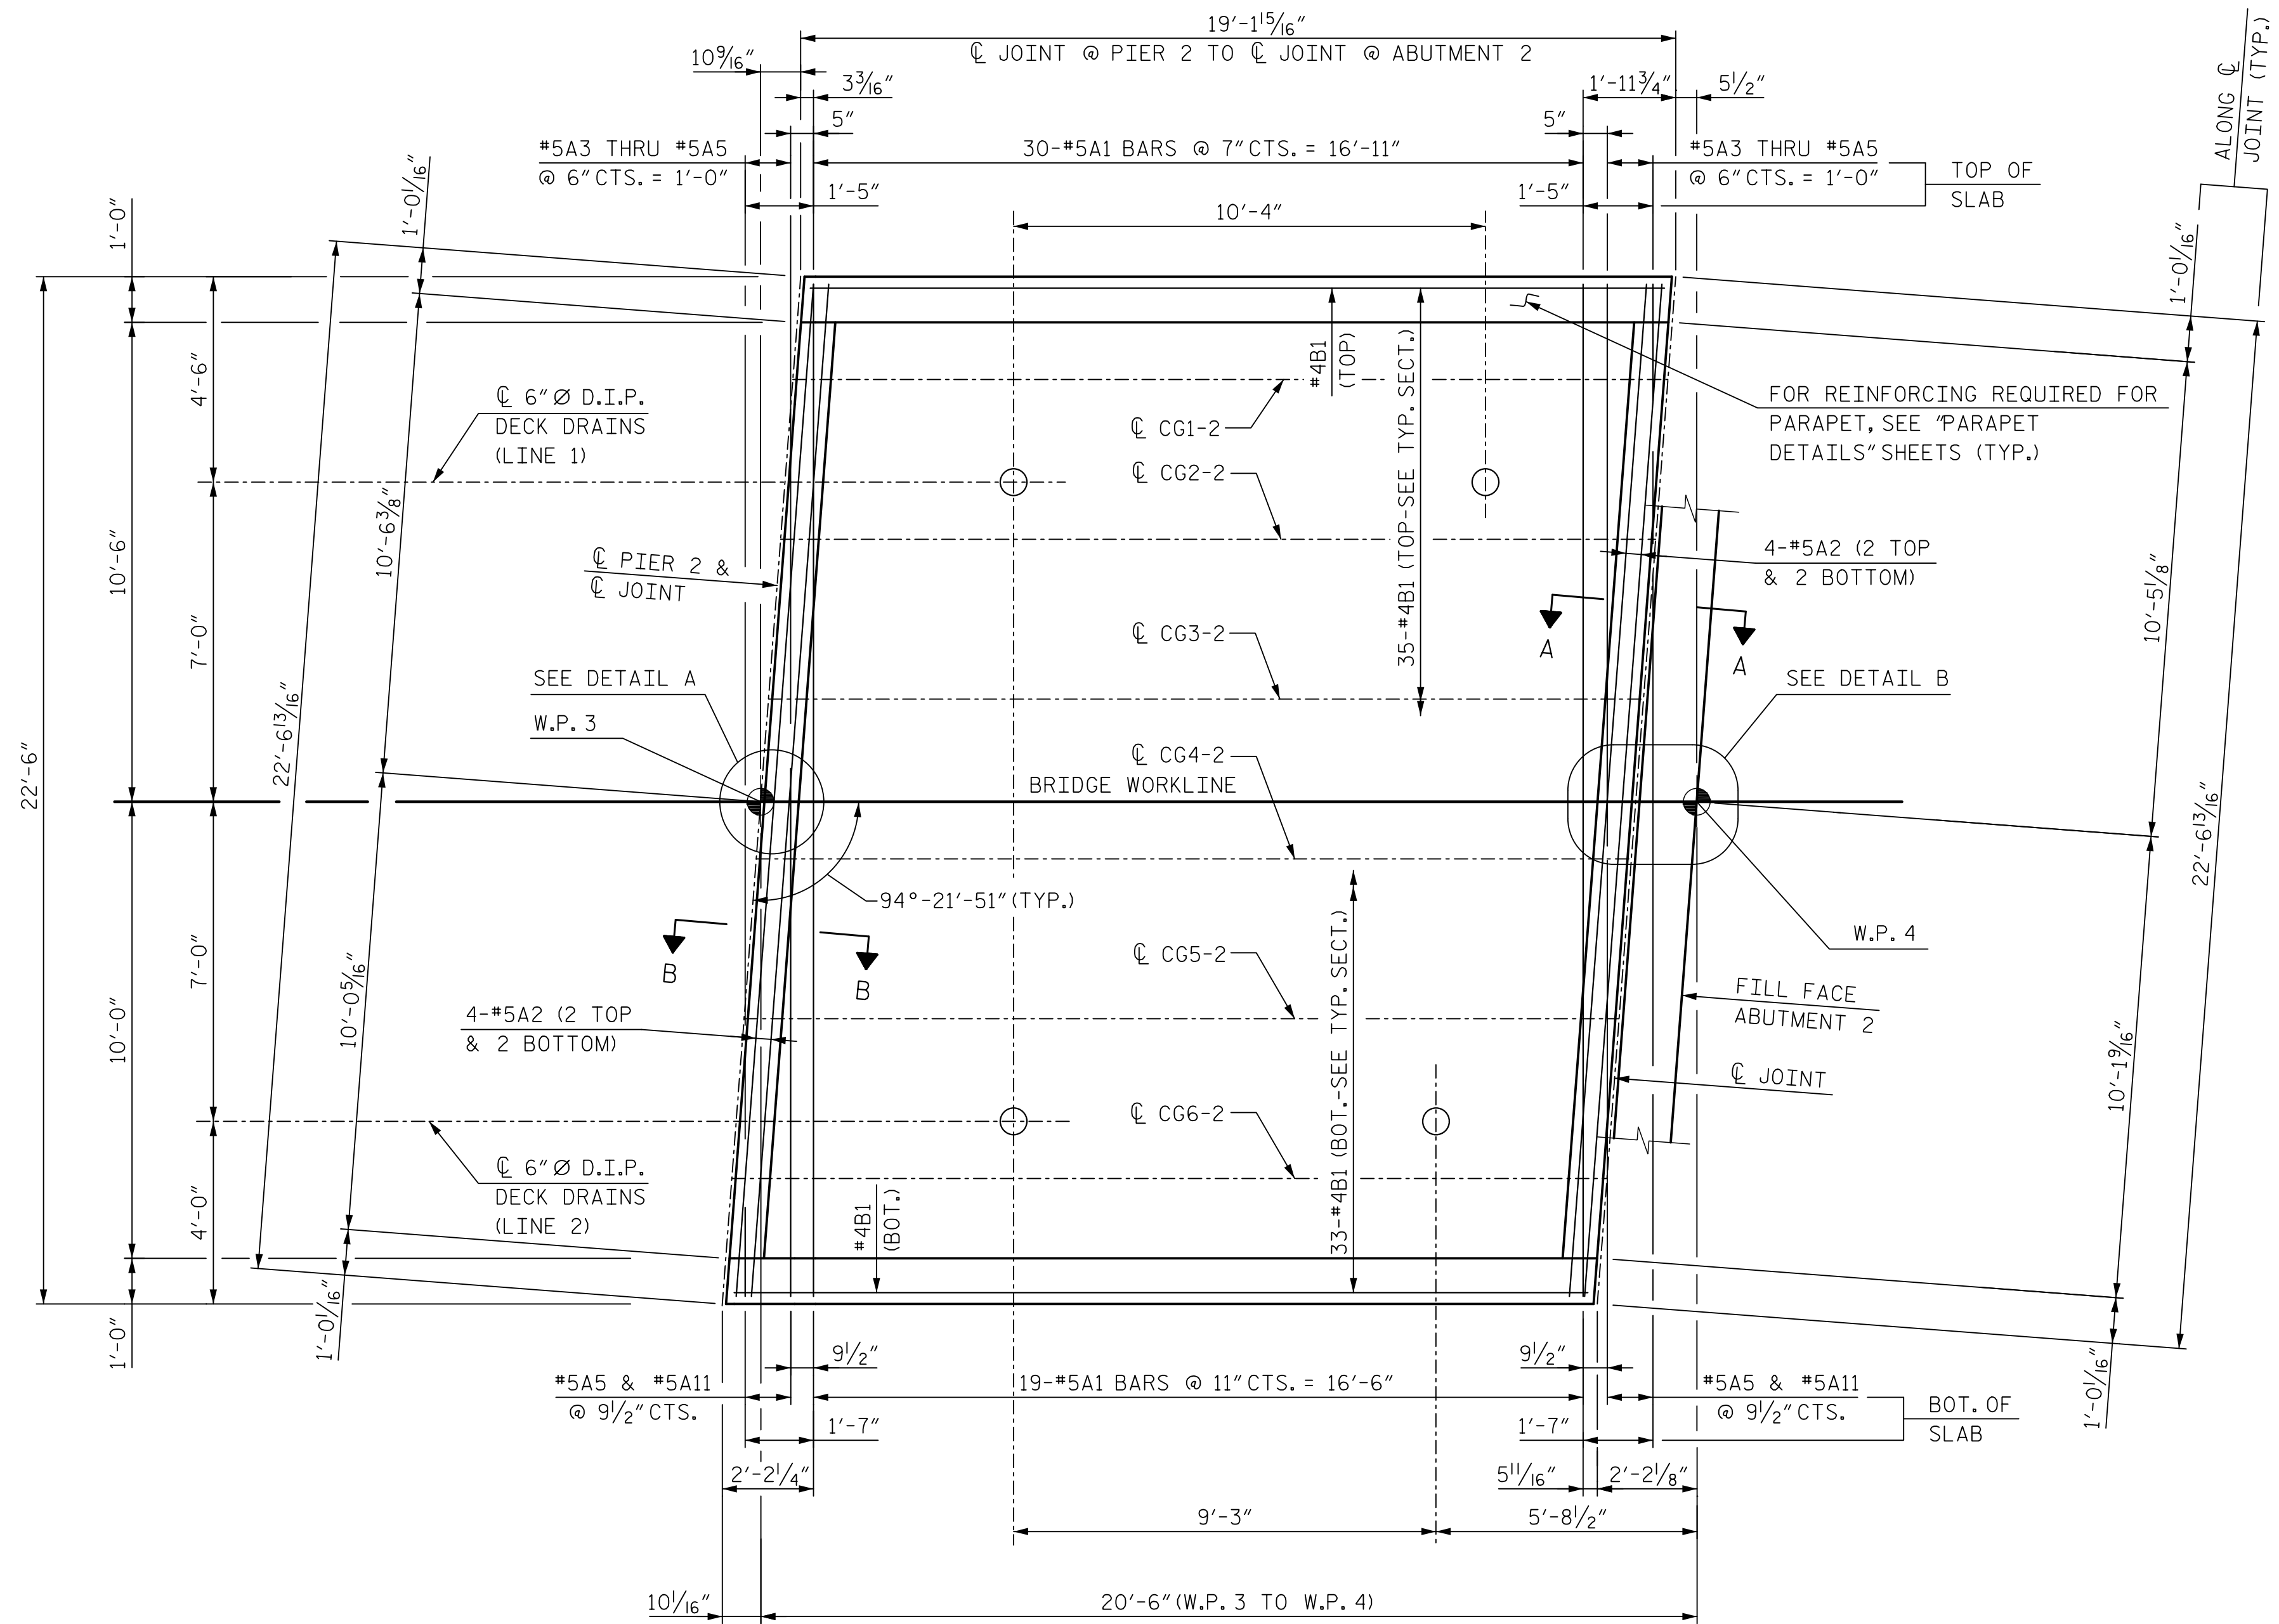 19'-1 15/16"
℄ JOINT @ PIER 2 TO ℄ JOINT @ ABUTMENT 2
10 9/16"
3 3/16"
1'-11 3/4"
5 1/2"
5"
5"
ALONG ℄
JOINT (TYP.)
#5A3 THRU #5A5
@ 6" CTS. = 1'-0"
30-#5A1 BARS @ 7" CTS. = 16'-11"
#5A3 THRU #5A5
@ 6" CTS. = 1'-0"
TOP OF
SLAB
1'-5"
1'-5"
10'-4"
1'-0"
1'-0 1/16"
1'-0 1/16"
4'-6"
10'-6"
10'-6 3/8"
7'-0"
22'-6 13/16"
22'-6"
℄ 6" Ø D.I.P.
DECK DRAINS
(LINE 1)
#4B1
(TOP)
35-#4B1 (TOP-SEE TYP. SECT.)
FOR REINFORCING REQUIRED FOR
PARAPET, SEE "PARAPET
DETAILS" SHEETS (TYP.)
℄ CG1-2
℄ CG2-2
℄ PIER 2 &
℄ JOINT
4-#5A2 (2 TOP
& 2 BOTTOM)
10'-5 1/8"
℄ CG3-2
A
A
SEE DETAIL A
W.P. 3
SEE DETAIL B
℄ CG4-2
BRIDGE WORKLINE
94°-21'-51" (TYP.)
22'-6 13/16"
W.P. 4
B
B
℄ CG5-2
33-#4B1 (BOT.-SEE TYP. SECT.)
10'-0"
7'-0"
10'-0 5/16"
4-#5A2 (2 TOP
& 2 BOTTOM)
FILL FACE
ABUTMENT 2
℄ JOINT
10'-1 9/16"
℄ CG6-2
℄ 6" Ø D.I.P.
DECK DRAINS
(LINE 2)
4'-0"
#4B1
(BOT.)
1'-0"
1'-0 1/16"
1'-0 1/16"
9 1/2"
9 1/2"
#5A5 & #5A11
@ 9 1/2" CTS.
19-#5A1 BARS @ 11" CTS. = 16'-6"
#5A5 & #5A11
@ 9 1/2" CTS.
BOT. OF
SLAB
1'-7"
1'-7"
2'-2 1/4"
5 11/16"
2'-2 1/8"
9'-3"
5'-8 1/2"
10 1/16"
20'-6" (W.P. 3 TO W.P. 4)